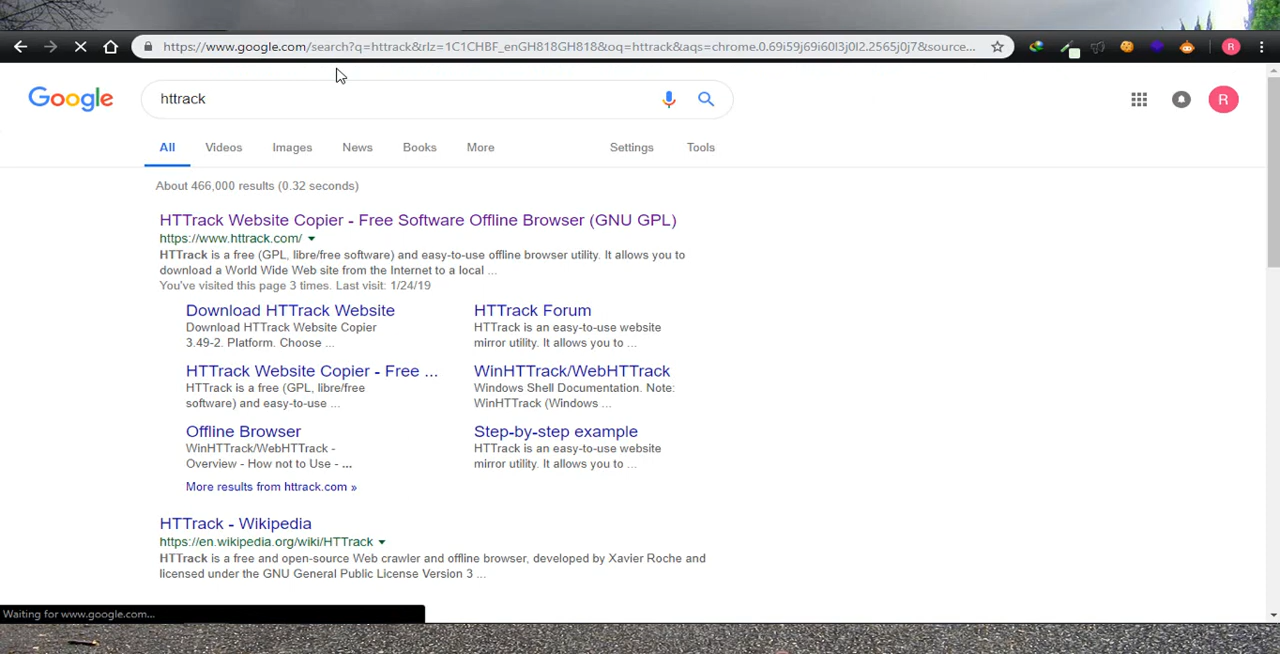 https://www.google.com/search?q=httrack&rlz=1C1CHBF_enGH818GH818&oq=httrack&aqs=chrome.0.69i59j69i60l3j0l2.2565j0j7&source...
R
Google
httrack
R
All
Videos
Images
News
Books
More
Settings
Tools
About 466,000 results (0.32 seconds)
HTTrack Website Copier - Free Software Offline Browser (GNU GPL)
https://www.httrack.com/
HTTrack is a free (GPL, libre/free software) and easy-to-use offline browser utility. It allows you to
download a World Wide Web site from the Internet to a local ...
You've visited this page 3 times. Last visit: 1/24/19
Download HTTrack Website
Download HTTrack Website Copier
3.49-2. Platform. Choose ...
HTTrack Forum
HTTrack is an easy-to-use website
mirror utility. It allows you to ...
HTTrack Website Copier - Free ...
HTTrack is a free (GPL, libre/free
software) and easy-to-use ...
WinHTTrack/WebHTTrack
Windows Shell Documentation. Note:
WinHTTrack (Windows ...
Offline Browser
WinHTTrack/WebHTTrack -
Overview - How not to Use - ...
Step-by-step example
HTTrack is an easy-to-use website
mirror utility. It allows you to ...
More results from httrack.com »
HTTrack - Wikipedia
https://en.wikipedia.org/wiki/HTTrack
HTTrack is a free and open-source Web crawler and offline browser, developed by Xavier Roche and
licensed under the GNU General Public License Version 3 ...
Waiting for www.google.com...